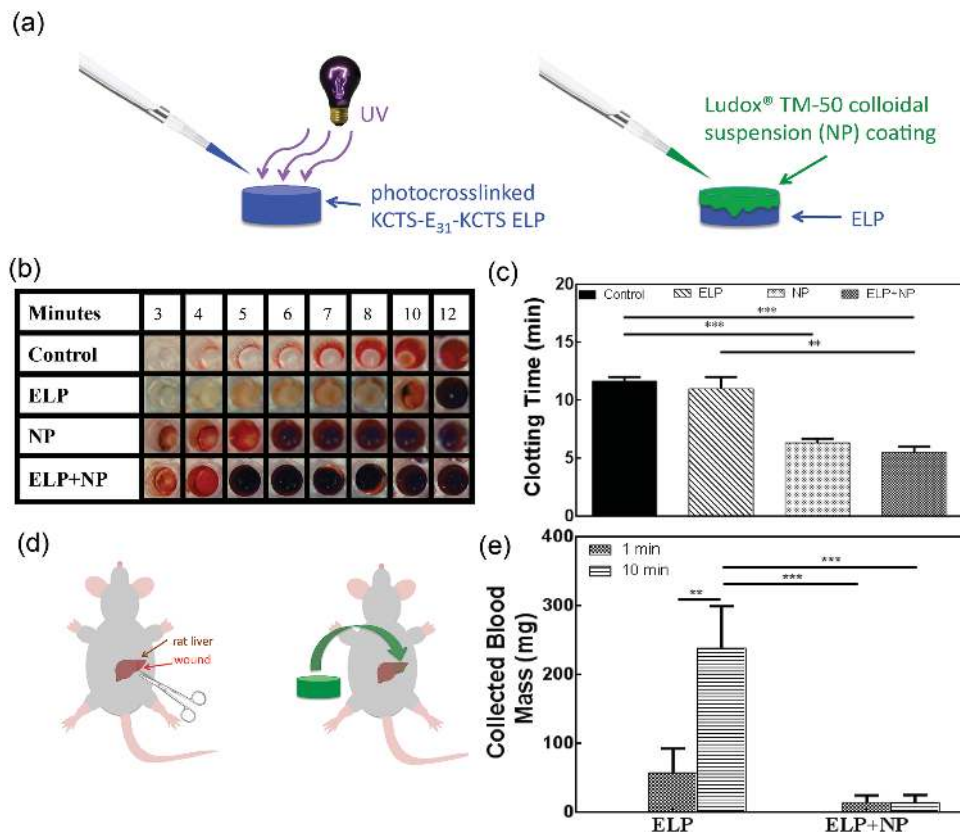 (a)
UV
photocrosslinked
KCTS-E31-KCTS ELP
Ludox® TM-50 colloidal
suspension (NP) coating
ELP
(b)
Minutes 3 4 5 6 7 8 10 12
Control
ELP
NP
ELP+NP
(c)
Clotting Time (min)
20
15
10
5
0
Control ELP NP ELP+NP
***
***
**
(d)
rat liver
wound
(e)
Collected Blood
Mass (mg)
400
300
200
100
0
1 min
10 min
**
***
***
ELP ELP+NP